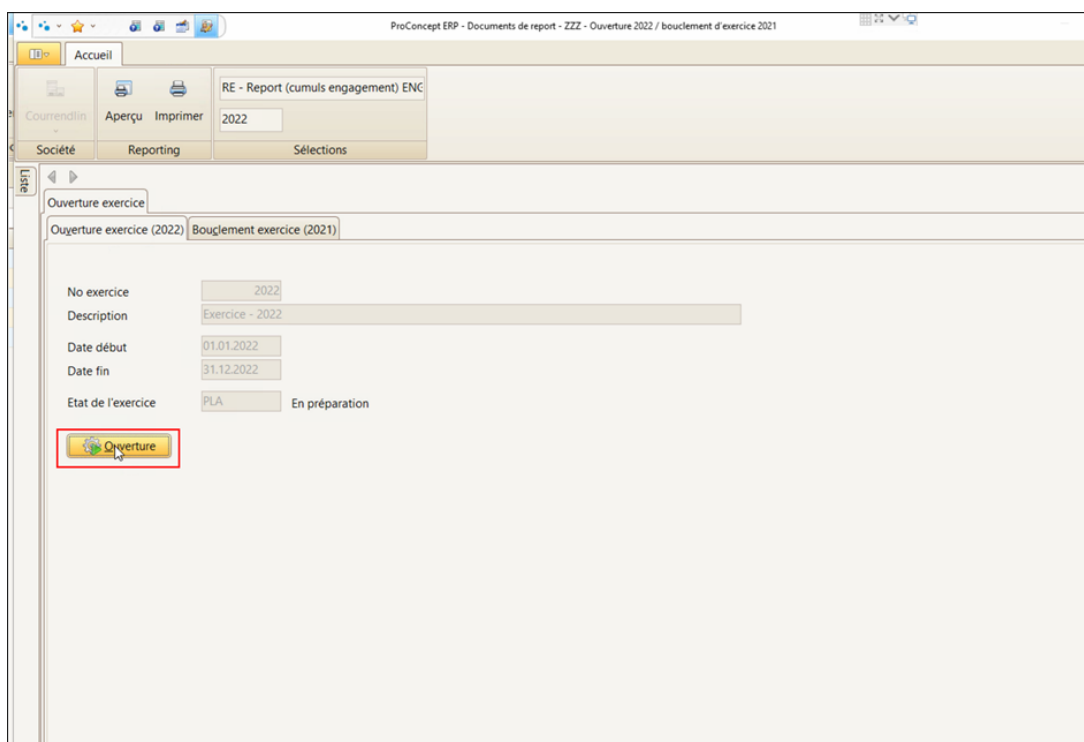 ProConcept ERP - Documents de report - ZZZ - Ouverture 2022 / bouclement d'exercice 2021
Accueil
RE - Report (cumuls engagement) ENG
Courrendlin
Aperçu
Imprimer
2022
Société
Reporting
Sélections
Liste
Ouverture exercice
Ouverture exercice (2022)
Bouclement exercice (2021)
No exercice
2022
Description
Exercice - 2022
Date début
01.01.2022
Date fin
31.12.2022
Etat de l'exercice
PLA
En préparation
Ouverture